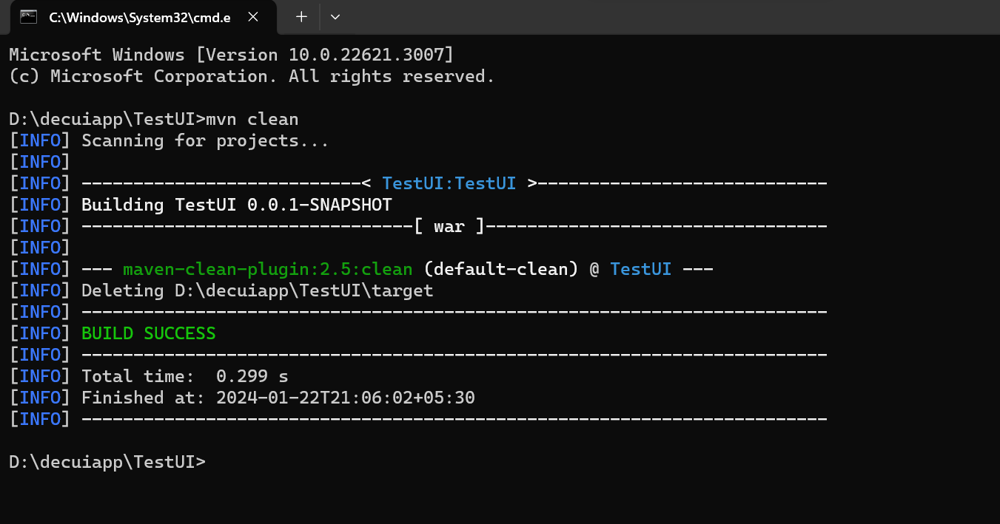 C:\Windows\System32\cmd.e
Microsoft Windows [Version 10.0.22621.3007]
(c) Microsoft Corporation. All rights reserved.
D:\decuiapp\TestUI>mvn clean
[INFO] Scanning for projects...
[INFO]
[INFO] ---------------------------< TestUI:TestUI >----------------------------
[INFO] Building TestUI 0.0.1-SNAPSHOT
[INFO] --------------------------------[ war ]---------------------------------
[INFO]
[INFO] --- maven-clean-plugin:2.5:clean (default-clean) @ TestUI ---
[INFO] Deleting D:\decuiapp\TestUI\target
[INFO] ------------------------------------------------------------------------
[INFO] BUILD SUCCESS
[INFO] ------------------------------------------------------------------------
[INFO] Total time:  0.299 s
[INFO] Finished at: 2024-01-22T21:06:02+05:30
[INFO] ------------------------------------------------------------------------
D:\decuiapp\TestUI>